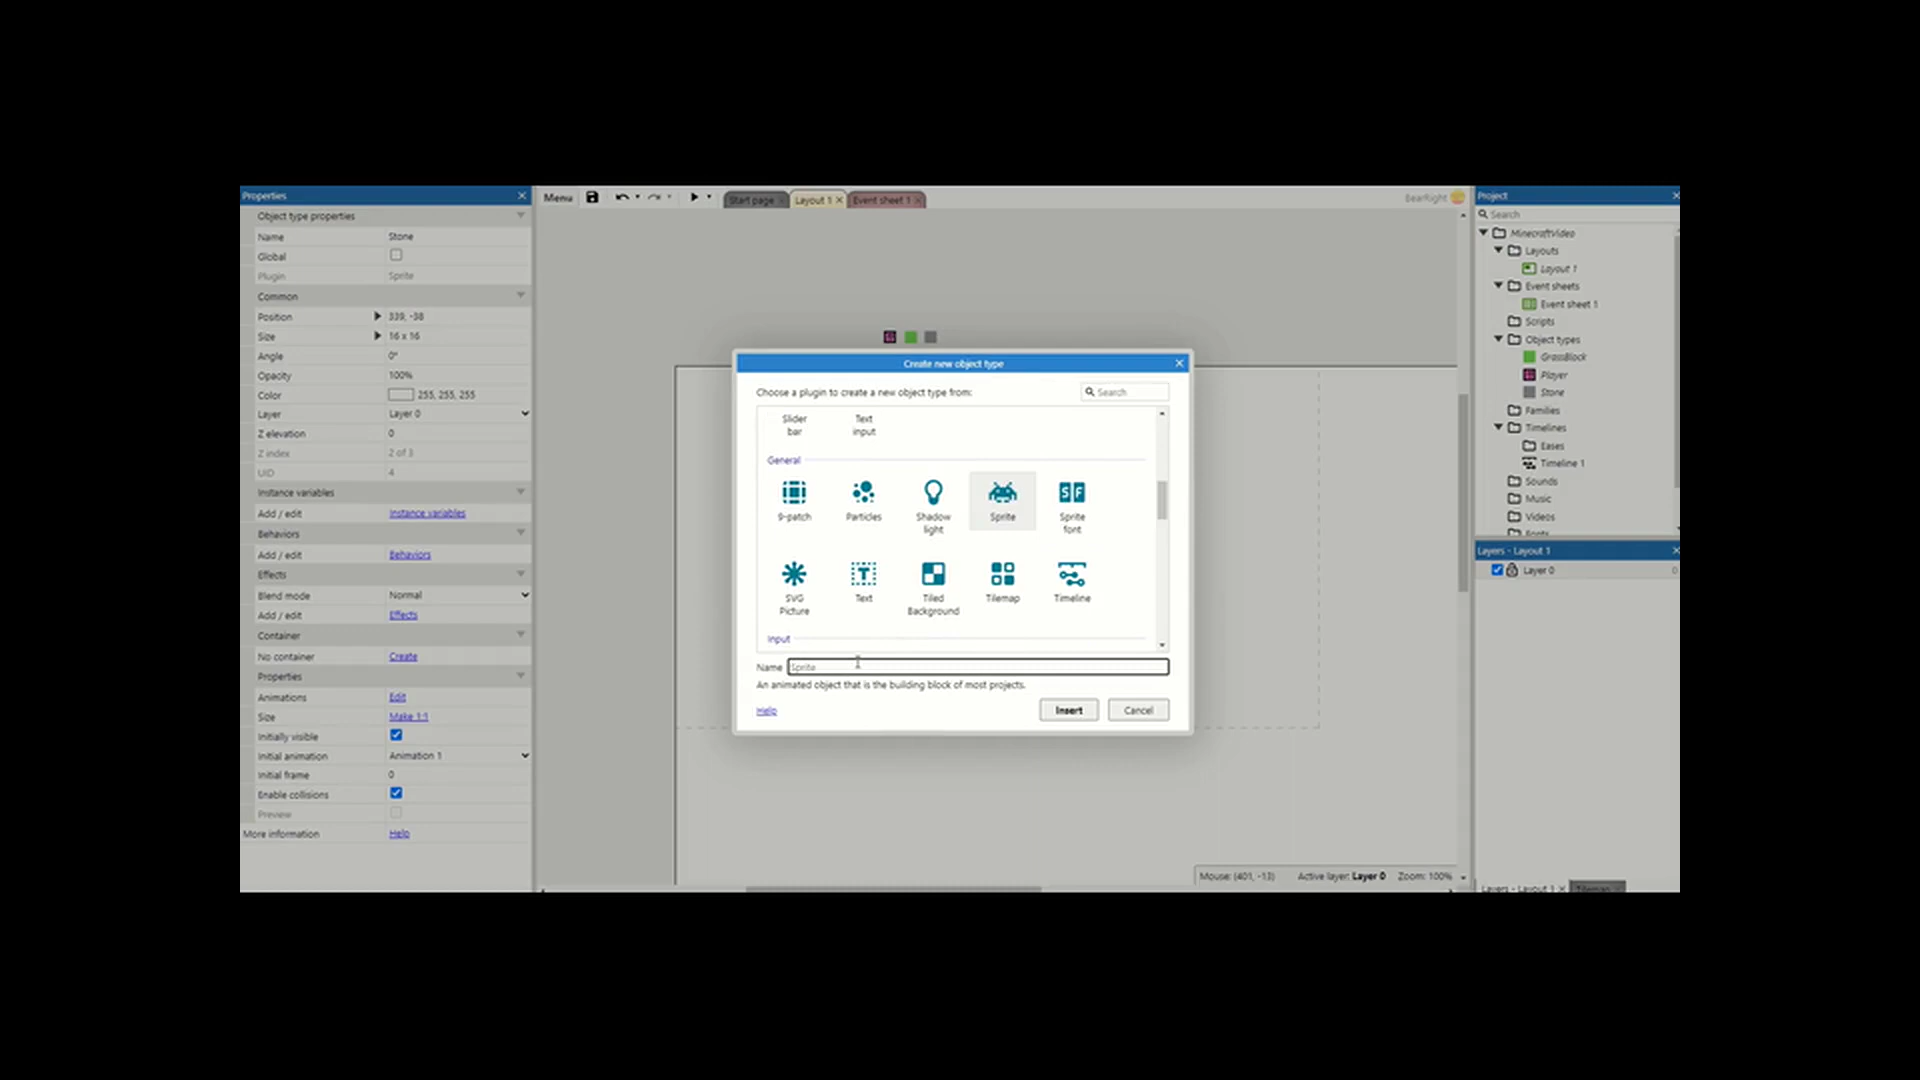 Properties
Object type properties
Name Stone
Global
Plugin Sprite
Common
Position 339, -38
Size 16 x 16
Angle 0°
Opacity 100%
Color 255, 255, 255
Layer Layer 0
Z elevation 0
Z index 2 of 3
UID 4
Instance variables
Add / edit Instance variables
Behaviors
Add / edit Behaviors
Effects
Blend mode Normal
Add / edit Effects
Container
No container Create
Properties
Animations Edit
Size Make 1:1
Initially visible
Initial animation Animation 1
Initial frame 0
Enable collisions
Preview
More information Help
Menu Start page Layout 1 Event sheet 1 BearRight
Create new object type
Choose a plugin to create a new object type from:
Search
Slider bar
Text input
General
9-patch
Particles
Shadow light
Sprite
Sprite font
SVG Picture
Text
Tiled Background
Tilemap
Timeline
Input
Name Sprite
An animated object that is the building block of most projects.
Help Insert Cancel
Mouse: (401, -13) Active layer: Layer 0 Zoom: 100%
Project
Search
MinecraftVideo
Layouts
Layout 1
Event sheets
Event sheet 1
Scripts
Object types
GrassBlock
Player
Stone
Families
Timelines
Eases
Timeline 1
Sounds
Music
Videos
Fonts
Layers - Layout 1
Layer 0 0
Layers - Layout 1 Tilemap